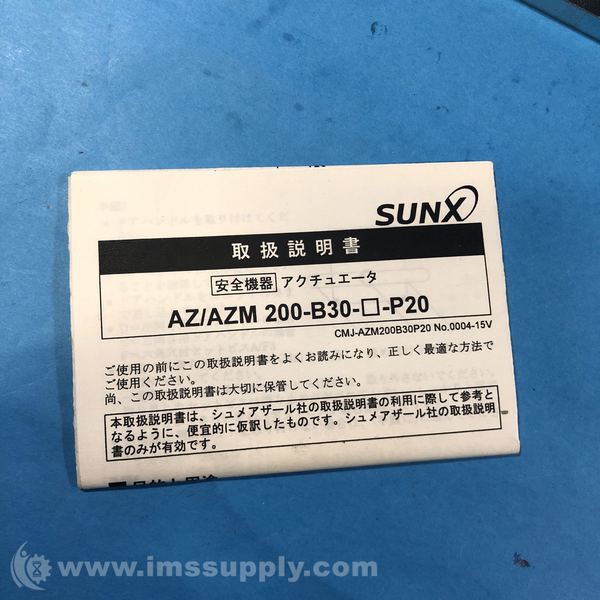 SUNX
取扱説明書
安全機器 アクチュエータ
AZ/AZM 200-B30-□-P20
CMJ-AZM200B30P20 No.0004-15V
ご使用の前にこの取扱説明書をよくお読みになり、正しく最適な方法で
ご使用ください。
尚、この取扱説明書は大切に保管してください。
本取扱説明書は、シュメアザール社の取扱説明書の利用に際して参考と
なるように、便宜的に仮訳したものです。シュメアザール社の取扱説明
書のみが有効です。
■目的と用途
www.imssupply.com